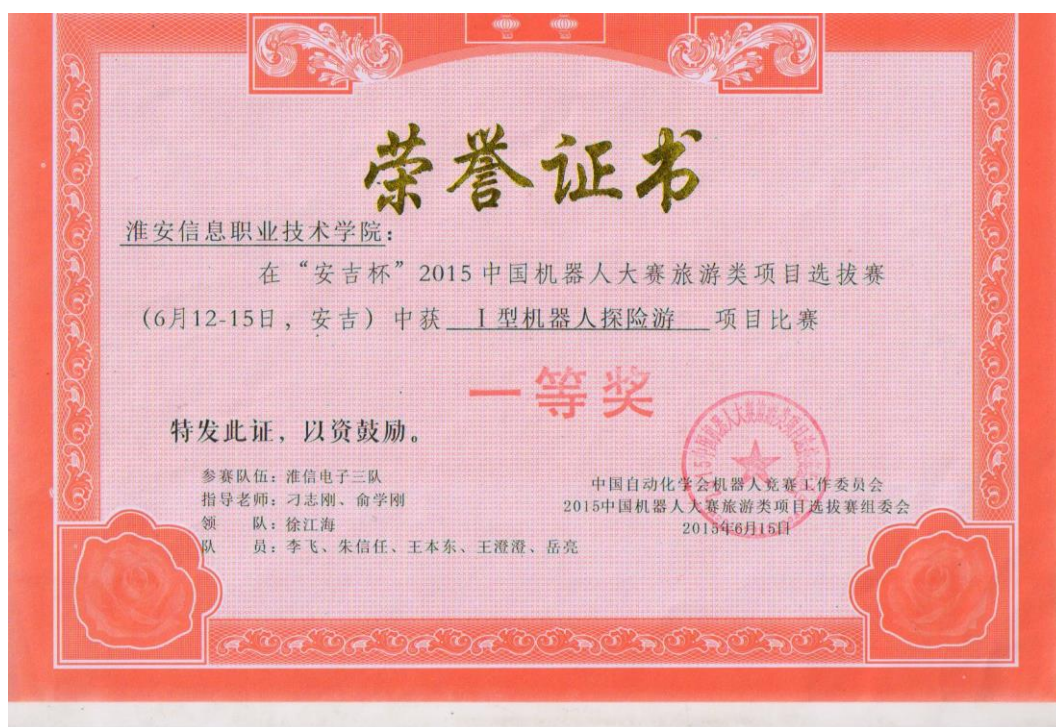 荣誉证书
淮安信息职业技术学院：
在“安吉杯”2015中国机器人大赛旅游类项目选拔赛
（6月12-15日，安吉）中获 Ⅰ型机器人探险游 项目比赛
一等奖
特发此证，以资鼓励。
参赛队伍：淮信电子三队
指导老师：刁志刚、俞学刚
领 队：徐江海
队 员：李飞、朱信任、王本东、王澄澄、岳亮
中国自动化学会机器人竞赛工作委员会
2015中国机器人大赛旅游类项目选拔赛组委会
2015年6月15日